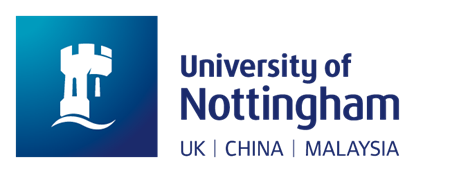 University of
Nottingham
UK | CHINA | MALAYSIA